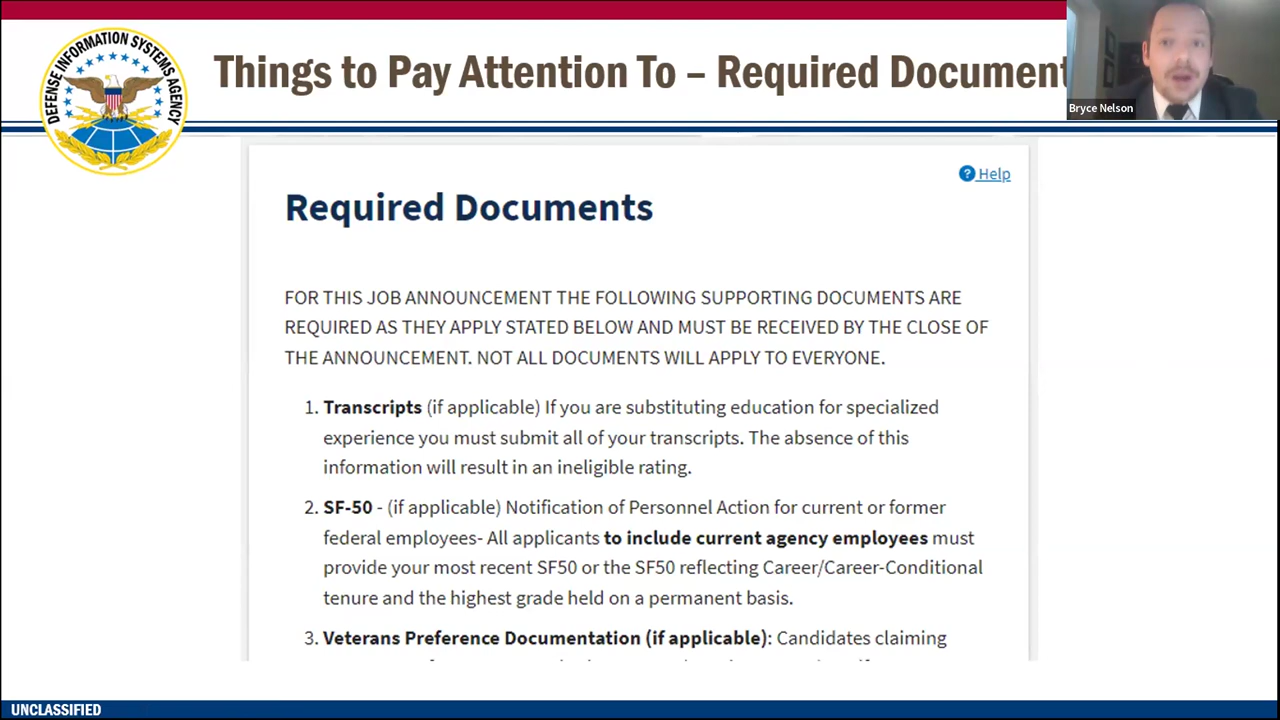 DEFENSE INFORMATION SYSTEMS AGENCY
Things to Pay Attention To – Required Document
Bryce Nelson
? Help
Required Documents
FOR THIS JOB ANNOUNCEMENT THE FOLLOWING SUPPORTING DOCUMENTS ARE
REQUIRED AS THEY APPLY STATED BELOW AND MUST BE RECEIVED BY THE CLOSE OF
THE ANNOUNCEMENT. NOT ALL DOCUMENTS WILL APPLY TO EVERYONE.
1. Transcripts (if applicable) If you are substituting education for specialized
experience you must submit all of your transcripts. The absence of this
information will result in an ineligible rating.
2. SF-50 - (if applicable) Notification of Personnel Action for current or former
federal employees- All applicants to include current agency employees must
provide your most recent SF50 or the SF50 reflecting Career/Career-Conditional
tenure and the highest grade held on a permanent basis.
3. Veterans Preference Documentation (if applicable): Candidates claiming
UNCLASSIFIED